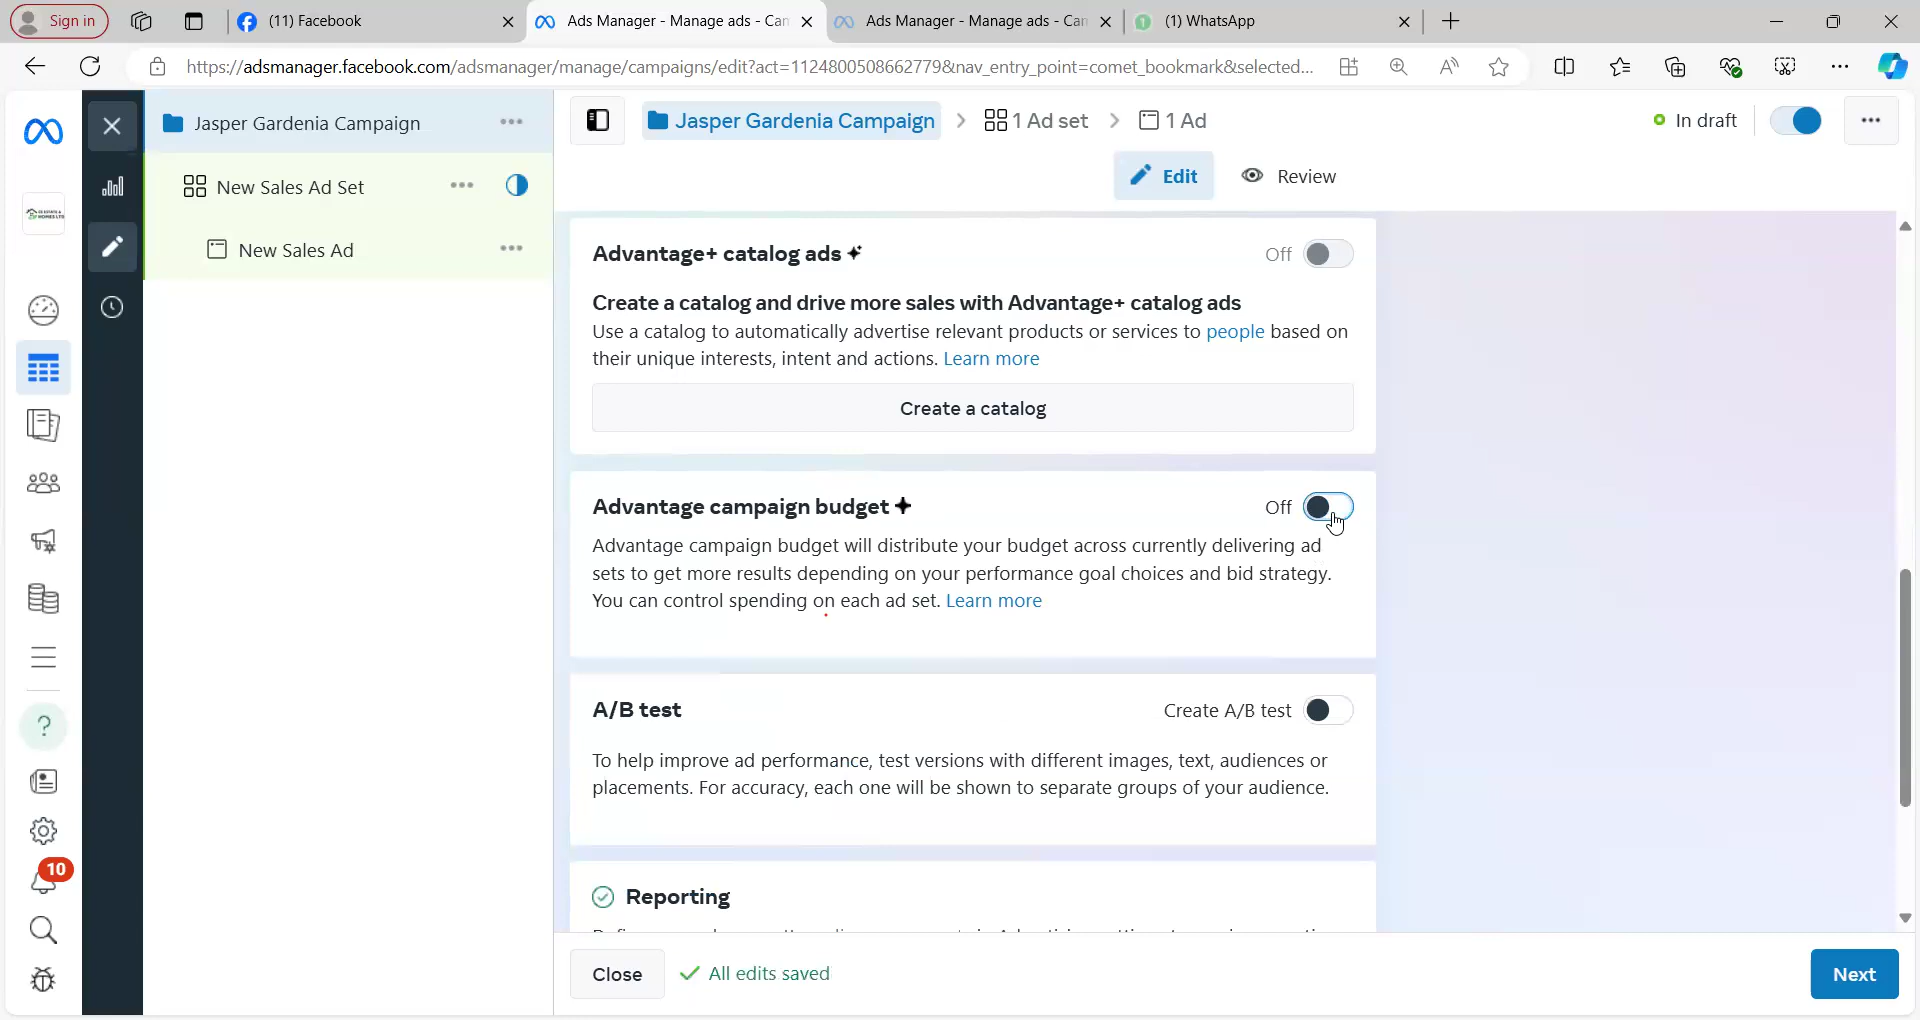 Sign in
(11) Facebook
Ads Manager - Manage ads - Can
Ads Manager - Manage ads - Can
(1) WhatsApp
https://adsmanager.facebook.com/adsmanager/manage/campaigns/edit?act=1124800508662779&nav_entry_point=comet_bookmark&selected...
Jasper Gardenia Campaign
New Sales Ad Set
New Sales Ad
Jasper Gardenia Campaign
1 Ad set
1 Ad
In draft
Edit
Review
Advantage+ catalog ads
Off
Create a catalog and drive more sales with Advantage+ catalog ads
Use a catalog to automatically advertise relevant products or services to people based on
their unique interests, intent and actions. Learn more
Create a catalog
Advantage campaign budget
Off
Advantage campaign budget will distribute your budget across currently delivering ad
sets to get more results depending on your performance goal choices and bid strategy.
You can control spending on each ad set. Learn more
A/B test
Create A/B test
To help improve ad performance, test versions with different images, text, audiences or
placements. For accuracy, each one will be shown to separate groups of your audience.
10
Reporting
Close
All edits saved
Next